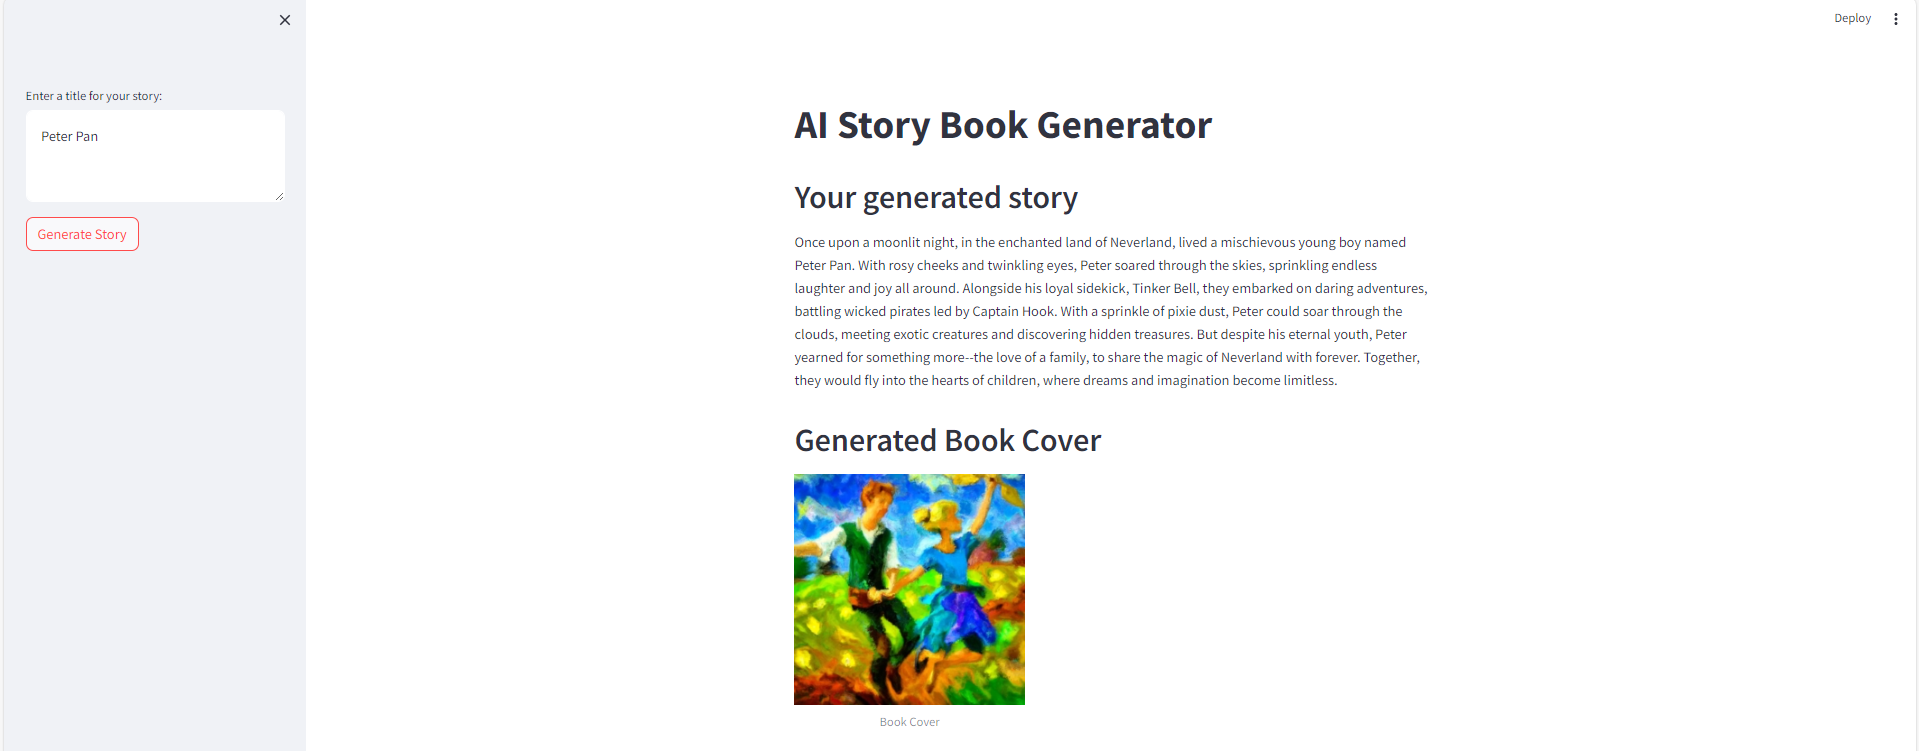 Deploy
Enter a title for your story:
Peter Pan
Generate Story
AI Story Book Generator
Your generated story
Once upon a moonlit night, in the enchanted land of Neverland, lived a mischievous young boy named
Peter Pan. With rosy cheeks and twinkling eyes, Peter soared through the skies, sprinkling endless
laughter and joy all around. Alongside his loyal sidekick, Tinker Bell, they embarked on daring adventures,
battling wicked pirates led by Captain Hook. With a sprinkle of pixie dust, Peter could soar through the
clouds, meeting exotic creatures and discovering hidden treasures. But despite his eternal youth, Peter
yearned for something more--the love of a family, to share the magic of Neverland with forever. Together,
they would fly into the hearts of children, where dreams and imagination become limitless.
Generated Book Cover
Book Cover